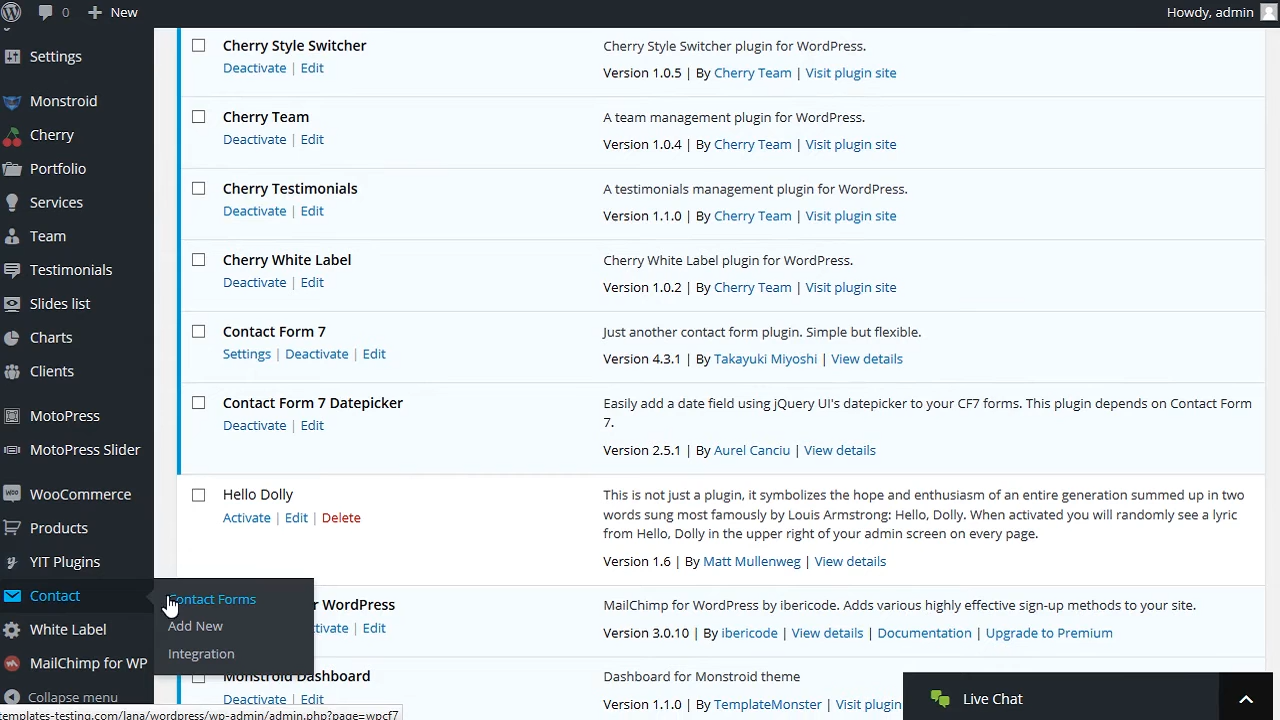 0
New
Howdy, admin
Settings
Monstroid
Cherry
Portfolio
Services
Team
Testimonials
Slides list
Charts
Clients
MotoPress
MotoPress Slider
WooCommerce
Products
YIT Plugins
Contact
White Label
MailChimp for WP
Collapse menu
Contact Forms
Add New
Integration
Cherry Style Switcher
Deactivate | Edit
Cherry Style Switcher plugin for WordPress.
Version 1.0.5 | By Cherry Team | Visit plugin site
Cherry Team
Deactivate | Edit
A team management plugin for WordPress.
Version 1.0.4 | By Cherry Team | Visit plugin site
Cherry Testimonials
Deactivate | Edit
A testimonials management plugin for WordPress.
Version 1.1.0 | By Cherry Team | Visit plugin site
Cherry White Label
Deactivate | Edit
Cherry White Label plugin for WordPress.
Version 1.0.2 | By Cherry Team | Visit plugin site
Contact Form 7
Settings | Deactivate | Edit
Just another contact form plugin. Simple but flexible.
Version 4.3.1 | By Takayuki Miyoshi | View details
Contact Form 7 Datepicker
Deactivate | Edit
Easily add a date field using jQuery UI's datepicker to your CF7 forms. This plugin depends on Contact Form
7.
Version 2.5.1 | By Aurel Canciu | View details
Hello Dolly
Activate | Edit | Delete
This is not just a plugin, it symbolizes the hope and enthusiasm of an entire generation summed up in two
words sung most famously by Louis Armstrong: Hello, Dolly. When activated you will randomly see a lyric
from Hello, Dolly in the upper right of your admin screen on every page.
Version 1.6 | By Matt Mullenweg | View details
r WordPress
tivate | Edit
MailChimp for WordPress by ibericode. Adds various highly effective sign-up methods to your site.
Version 3.0.10 | By ibericode | View details | Documentation | Upgrade to Premium
Monstroid Dashboard
Deactivate | Edit
Dashboard for Monstroid theme
Version 1.1.0 | By TemplateMonster | Visit plugin
Live Chat
templates-testing.com/lana/wordpress/wp-admin/admin.php?page=wpcf7